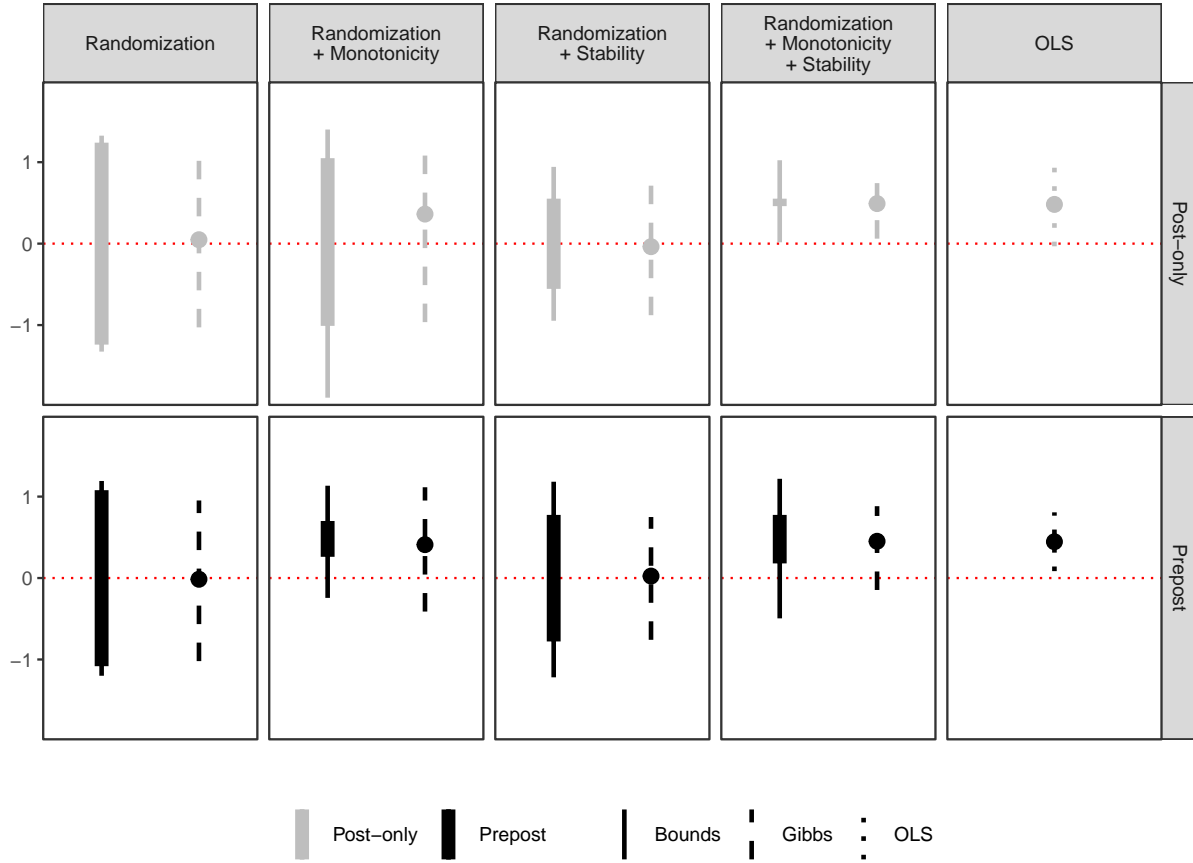 Randomization
Randomization
+ Monotonicity
Randomization
+ Stability
Randomization
+ Monotonicity
+ Stability
OLS
1
0
−1
Post−only
1
0
−1
Prepost
Post−only Prepost Bounds Gibbs OLS